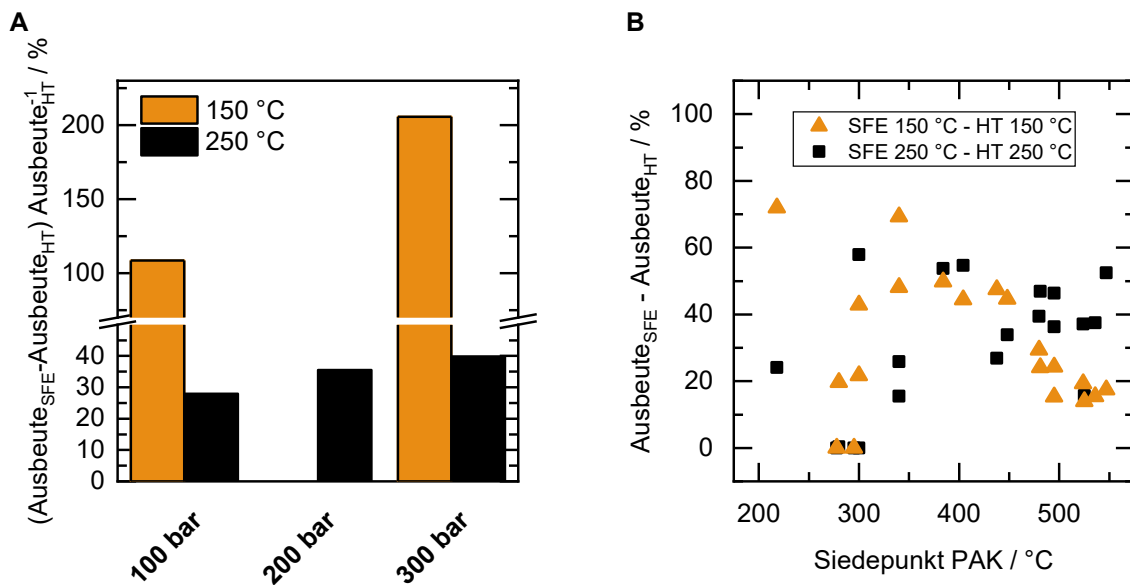 A
(Ausbeute_SFE-Ausbeute_HT) Ausbeute^-1_HT / %
200
150
100
40
30
20
10
0
150 °C
250 °C
100 bar
200 bar
300 bar
B
Ausbeute_SFE - Ausbeute_HT / %
100
80
60
40
20
0
SFE 150 °C - HT 150 °C
SFE 250 °C - HT 250 °C
200
300
400
500
Siedepunkt PAK / °C